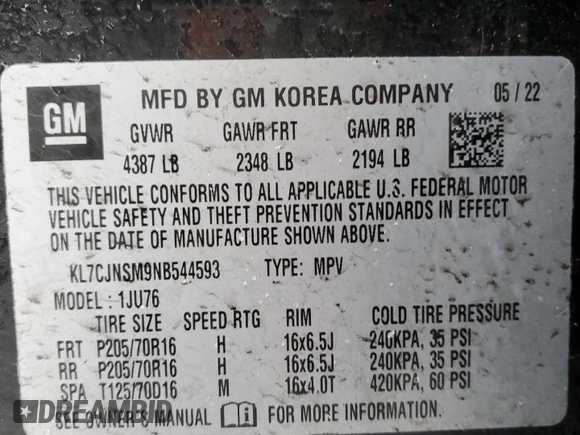 GM
MFD BY GM KOREA COMPANY 05 / 22
GVWR GAWR FRT GAWR RR
4387 LB 2348 LB 2194 LB
THIS VEHICLE CONFORMS TO ALL APPLICABLE U.S. FEDERAL MOTOR
VEHICLE SAFETY AND THEFT PREVENTION STANDARDS IN EFFECT
ON THE DATE OF MANUFACTURE SHOWN ABOVE.
KL7CJNSM9NB544593 TYPE: MPV
MODEL : 1JU76
TIRE SIZE SPEED RTG RIM COLD TIRE PRESSURE
FRT P205/70R16 H 16x6.5J 240KPA, 35 PSI
RR P205/70R16 H 16x6.5J 240KPA, 35 PSI
SPA T125/70D16 M 16x4.0T 420KPA, 60 PSI
SEE OWNER'S MANUAL FOR MORE INFORMATION
DREAMBID